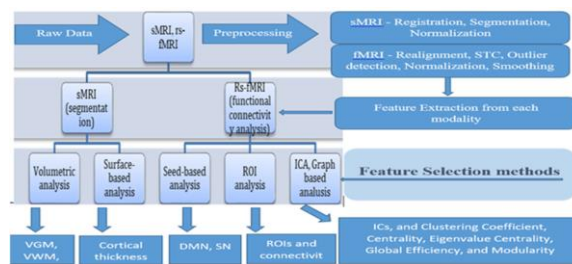 Raw Data
sMRI, rs-
fMRI
Preprocessing
sMRI - Registration, Segmentation,
Normalization
fMRI - Realignment, STC, Outlier
detection, Normalization, Smoothing
sMRI
(segmentat
ion)
Rs-fMRI
(functional
connectivit
y analysis)
Feature Extraction from each
modality
Volumetric
analysis
Surface-
based analysis
Seed-based
analysis
ROI
analysis
ICA, Graph
based
analusis
Feature Selection methods
VGM,
VWM,
Cortical
thickness
DMN, SN
ROIs and
connectivit
ICs, and Clustering Coefficient,
Centrality, Eigenvalue Centrality,
Global Efficiency, and Modularity